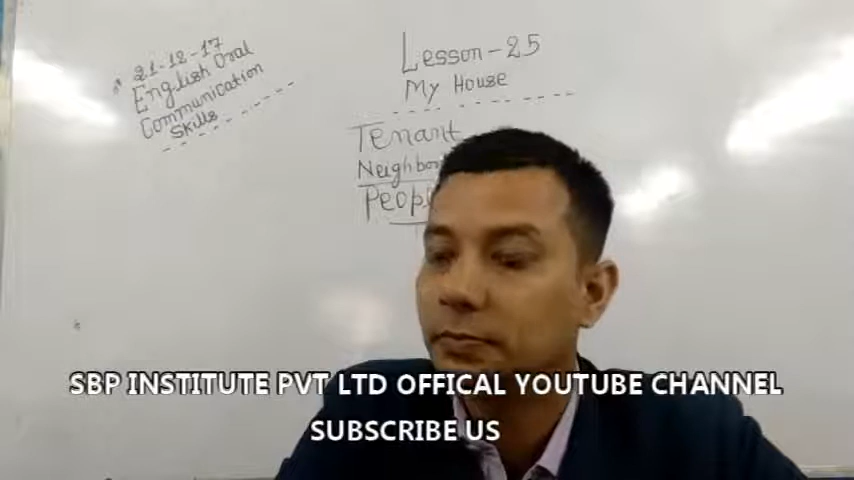 21-12-17
English Oral
Communication
Skills
Lesson-25
My House
Tenant
Neighbo
Peopl
SBP INSTITUTE PVT LTD OFFICAL YOUTUBE CHANNEL
SUBSCRIBE US